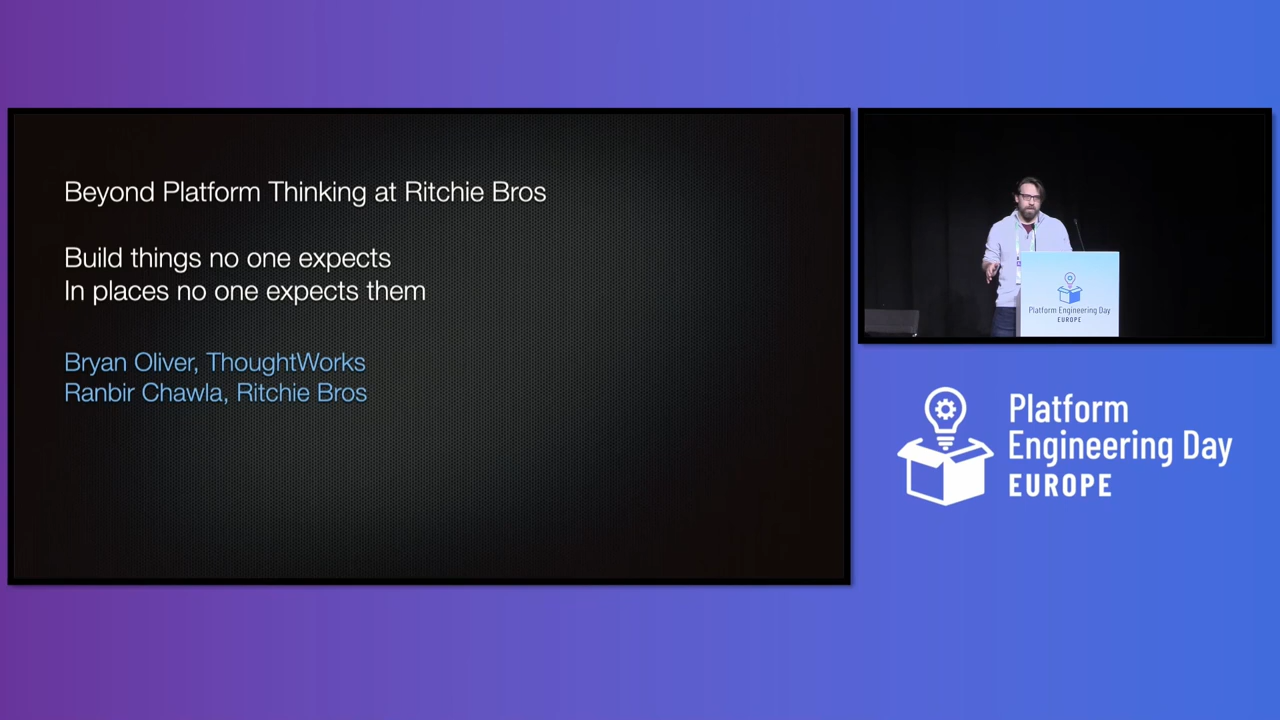 Beyond Platform Thinking at Ritchie Bros
Build things no one expects
In places no one expects them
Bryan Oliver, ThoughtWorks
Ranbir Chawla, Ritchie Bros
Platform Engineering Day
EUROPE
Platform
Engineering Day
EUROPE